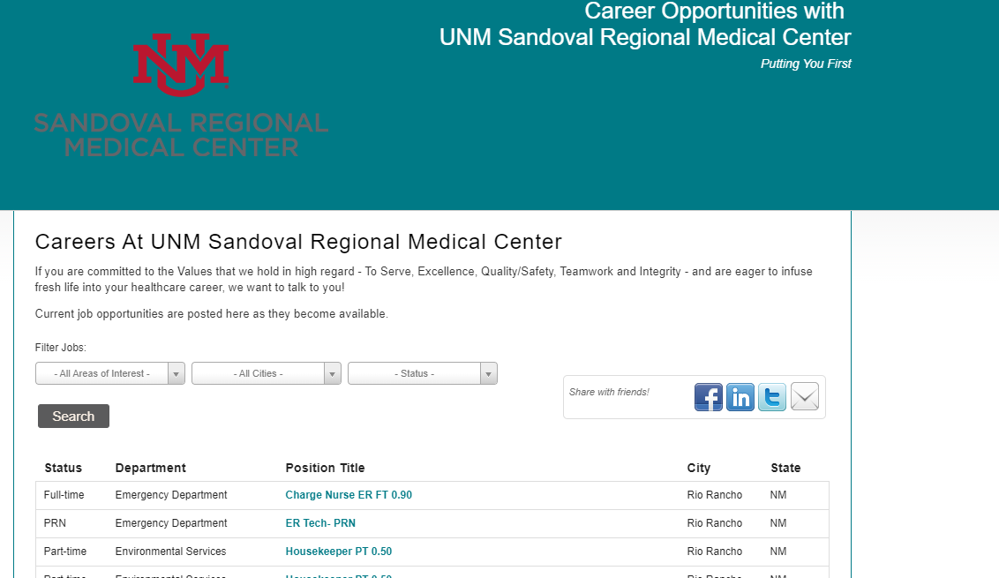 Career Opportunities with
UNM Sandoval Regional Medical Center
Putting You First
UNM
SANDOVAL REGIONAL
MEDICAL CENTER
Careers At UNM Sandoval Regional Medical Center
If you are committed to the Values that we hold in high regard - To Serve, Excellence, Quality/Safety, Teamwork and Integrity - and are eager to infuse
fresh life into your healthcare career, we want to talk to you!
Current job opportunities are posted here as they become available.
Filter Jobs:
- All Areas of Interest - - All Cities - - Status -
Share with friends! f in t
Search
Status Department Position Title City State
Full-time Emergency Department Charge Nurse ER FT 0.90 Rio Rancho NM
PRN Emergency Department ER Tech- PRN Rio Rancho NM
Part-time Environmental Services Housekeeper PT 0.50 Rio Rancho NM